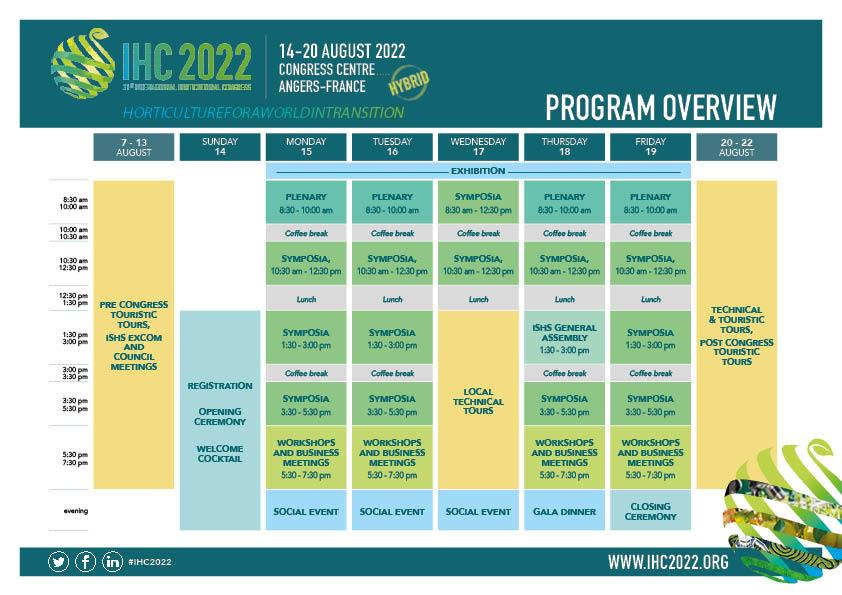 IHC 2022
31ST INTERNATIONAL HORTICULTURAL CONGRESS
14-20 AUGUST 2022
CONGRESS CENTRE.....
ANGERS-FRANCE
HYBRID
HORTICULTUREFORAWORLDINTRANSITION
PROGRAM OVERVIEW
7 - 13
AUGUST
SUNDAY
14
MONDAY
15
TUESDAY
16
WEDNESDAY
17
THURSDAY
18
FRIDAY
19
20 - 22
AUGUST
EXHIBITION
8:30 am
10:00 am
PLENARY
8:30 - 10:00 am
PLENARY
8:30 - 10:00 am
SYMPOSIA
8:30 am - 12:30 pm
PLENARY
8:30 - 10:00 am
PLENARY
8:30 - 10:00 am
10:00 am
10:30 am
Coffee break
Coffee break
Coffee break
Coffee break
Coffee break
10:30 am
12:30 pm
SYMPOSIA,
10:30 am - 12:30 pm
SYMPOSIA,
10:30 am - 12:30 pm
SYMPOSIA,
10:30 am - 12:30 pm
SYMPOSIA,
10:30 am - 12:30 pm
SYMPOSIA,
10:30 am - 12:30 pm
12:30 pm
1:30 pm
Lunch
Lunch
Lunch
Lunch
Lunch
PRE CONGRESS
TOURISTIC
TOURS,
ISHS EXCOM
AND
COUNCIL
MEETINGS
TECHNICAL
& TOURISTIC
TOURS,
POST CONGRESS
TOURISTIC
TOURS
1:30 pm
3:00 pm
SYMPOSIA
1:30 - 3:00 pm
SYMPOSIA
1:30 - 3:00 pm
ISHS GENERAL
ASSEMBLY
1:30 - 3:00 pm
SYMPOSIA
1:30 - 3:00 pm
3:00 pm
3:30 pm
Coffee break
Coffee break
Coffee break
Coffee break
REGISTRATION
OPENING
CEREMONY
WELCOME
COCKTAIL
LOCAL
TECHNICAL
TOURS
3:30 pm
5:30 pm
SYMPOSIA
3:30 - 5:30 pm
SYMPOSIA
3:30 - 5:30 pm
SYMPOSIA
3:30 - 5:30 pm
SYMPOSIA
3:30 - 5:30 pm
5:30 pm
7:30 pm
WORKSHOPS
AND BUSINESS
MEETINGS
5:30 - 7:30 pm
WORKSHOPS
AND BUSINESS
MEETINGS
5:30 - 7:30 pm
WORKSHOPS
AND BUSINESS
MEETINGS
5:30 - 7:30 pm
WORKSHOPS
AND BUSINESS
MEETINGS
5:30 - 7:30 pm
evening
SOCIAL EVENT
SOCIAL EVENT
SOCIAL EVENT
GALA DINNER
CLOSING
CEREMONY
#IHC2022
WWW.IHC2022.ORG